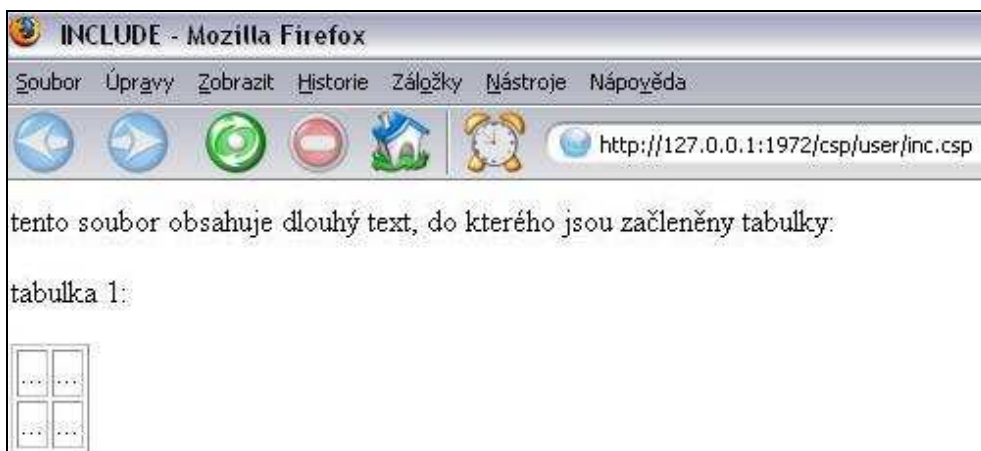 INCLUDE - Mozilla Firefox
Soubor Úpravy Zobrazit Historie Záložky Nástroje Nápověda
http://127.0.0.1:1972/csp/user/inc.csp
tento soubor obsahuje dlouhý text, do kterého jsou začleněny tabulky:
tabulka 1:
... ...
... ...